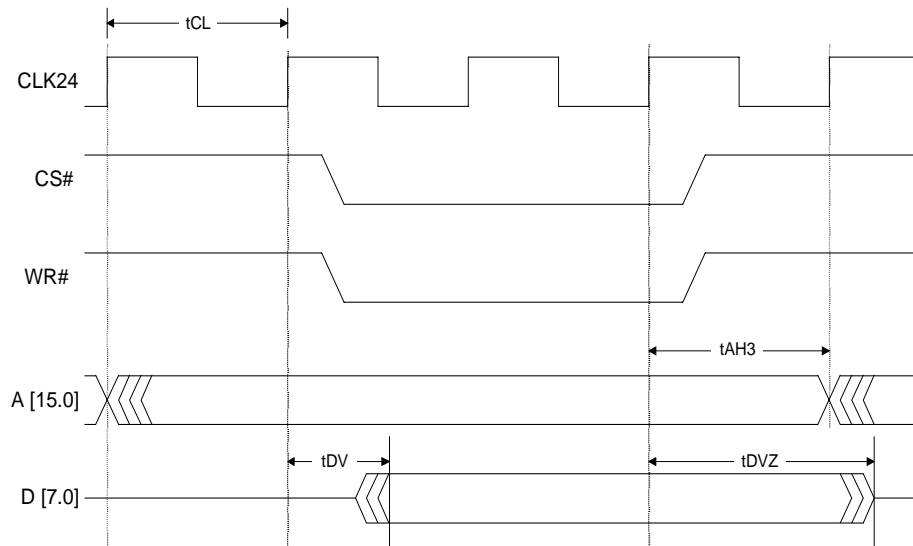 tCL
CLK24
CS#
WR#
tAH3
A [15.0]
tDV
tDVZ
D [7.0]